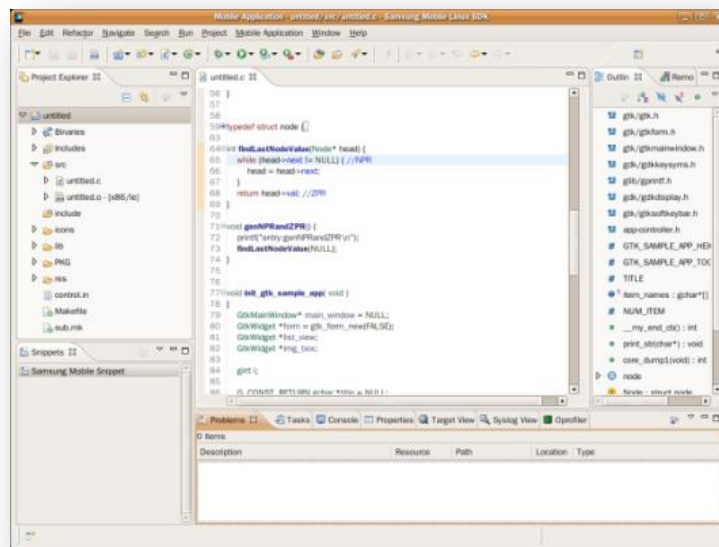 Mobile Application - untitled/src/untitled.c - Samsung Mobile Linux SDK
File Edit Refactor Navigate Search Run Project Mobile Application Window Help
Project Explorer
untitled
Binaries
Includes
src
untitled.c
untitled.o - [x86/le]
include
icons
lib
PKG
res
control.in
Makefile
sub.mk
Snippets
Samsung Mobile Snippet
untitled.c
56 }
57
58
59 typedef struct node {
63
64 int findLastNodeValue(Node* head) {
65 while (head->next != NULL) { //NPR
66 head = head->next;
67 }
68 return head->val; //ZPR
69 }
70
71 void genNPRandZPR() {
72 printf("entry:genNPRandZPR\n");
73 findLastNodeValue(NULL);
74 }
75
76
77 void init_gtk_sample_app( void )
78 {
79 GtkMainWindow* main_window = NULL;
80 GtkWidget *form = gtk_form_new(FALSE);
81 GtkWidget *list_view;
82 GtkWidget *img_box;
83
84 gint i;
85
86 G_CONST_RETURN gchar *title = NULL;
Outlin
Remo
gtk/gtk.h
gtk/gtkform.h
gtk/gtkmainwindow.h
gdk/gdkkeysyms.h
glib/gprintf.h
gdk/gdkdisplay.h
gtk/gtksoftkeybar.h
app-controller.h
GTK_SAMPLE_APP_HEI
GTK_SAMPLE_APP_TOO
TITLE
item_names : gchar*[]
NUM_ITEM
__my_end_cb() : int
print_str(char*) : void
core_dump1(void) : int
node
Node : struct node
Problems Tasks Console Properties Target View Syslog View Oprofiler
0 items
Description Resource Path Location Type